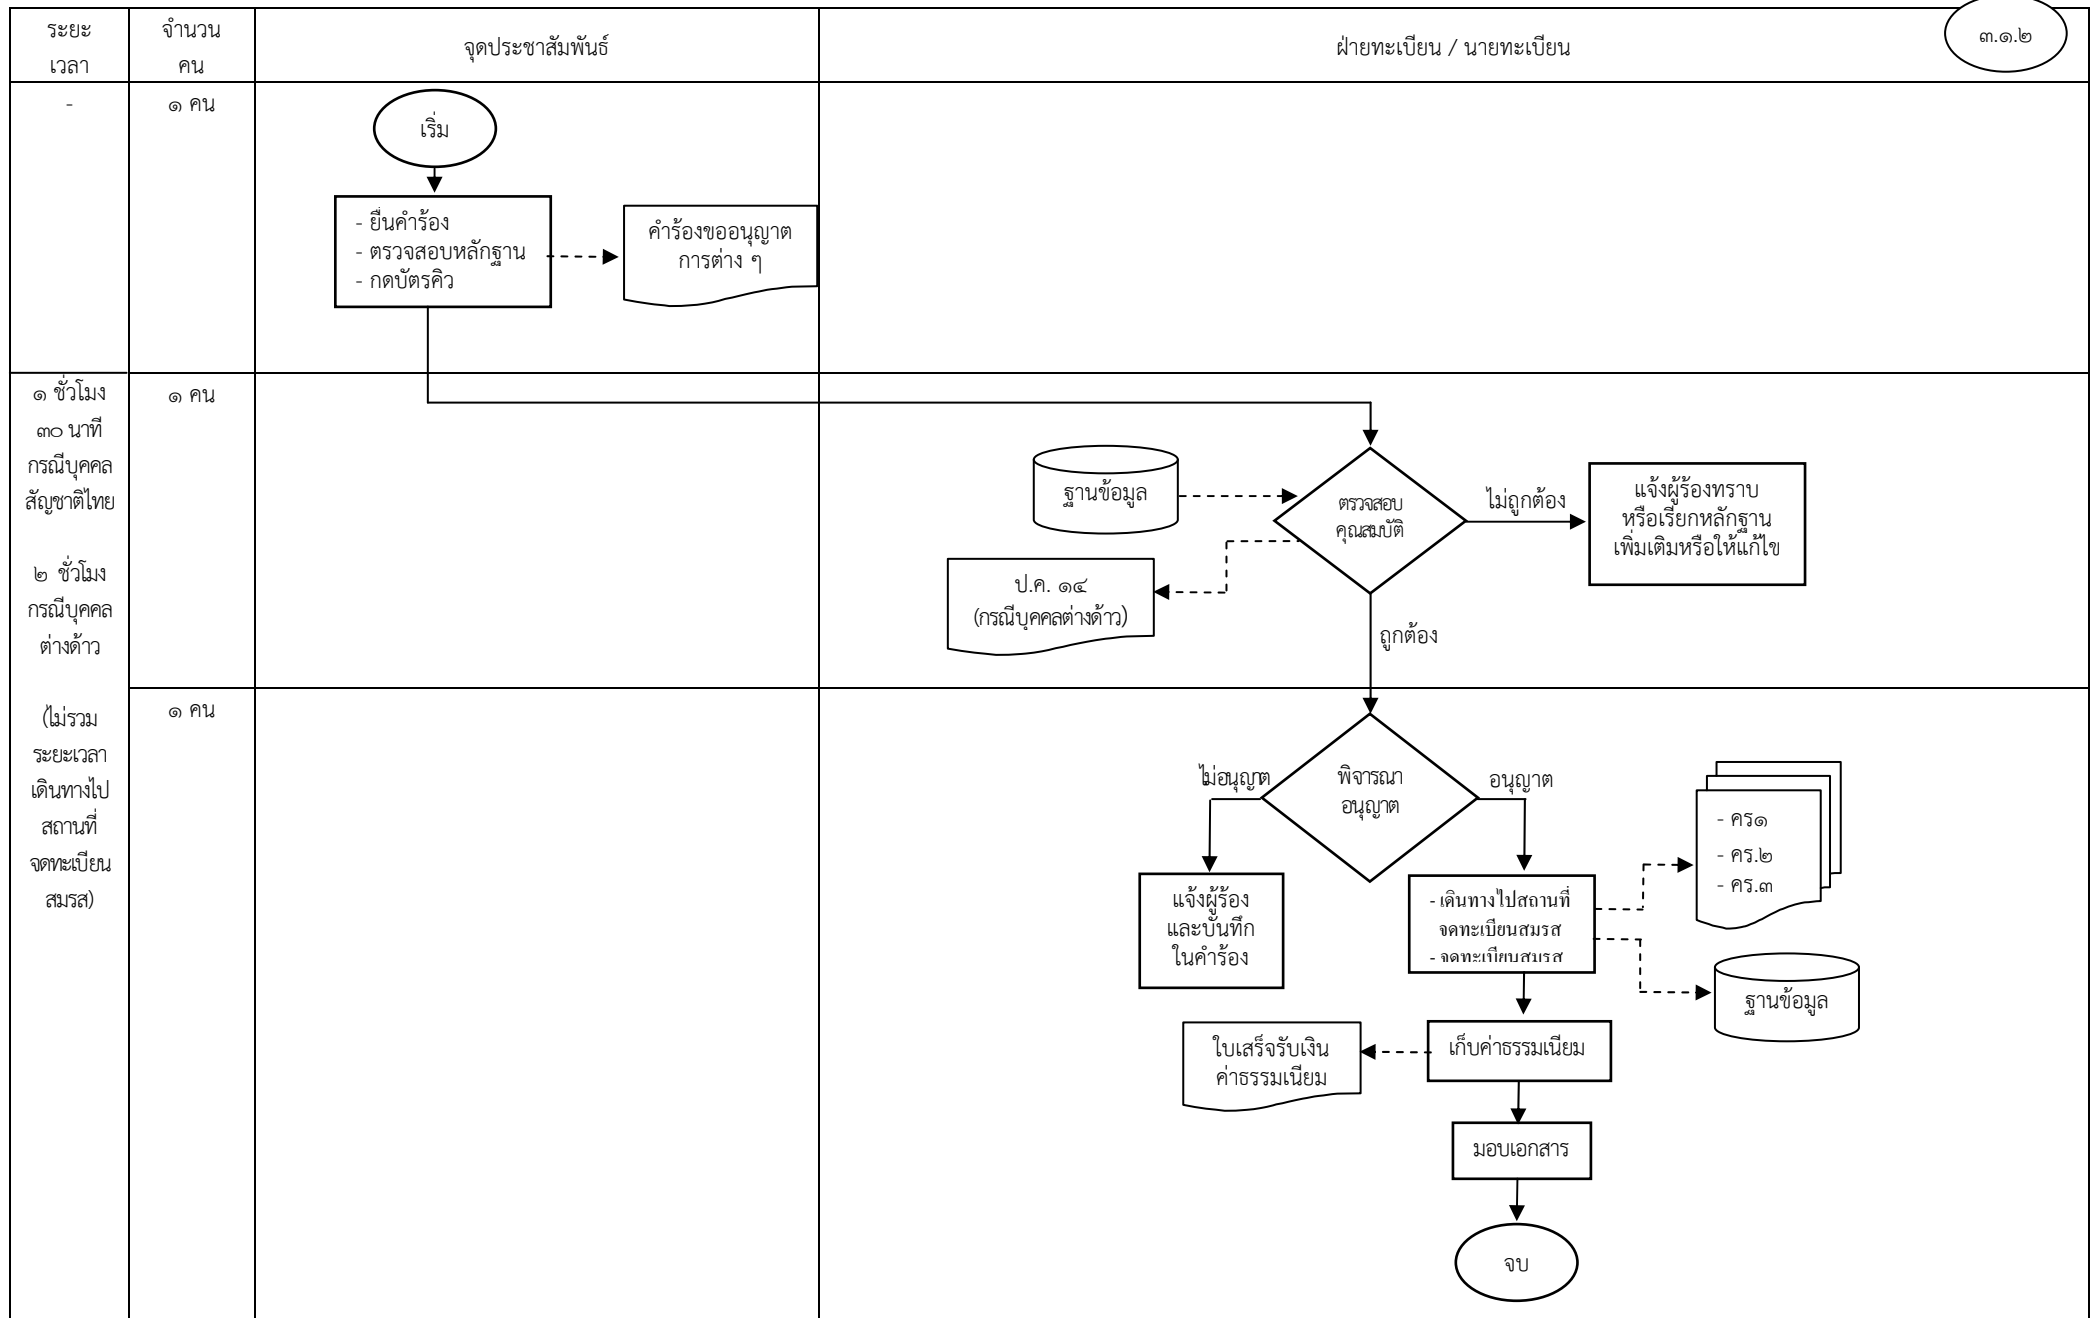 ระยะ
เวลา
จำนวน
คน
จุดประชาสัมพันธ์
ฝ่ายทะเบียน / นายทะเบียน
๓.๑.๒
-
๑ คน
เริ่ม
- ยื่นคำร้อง
- ตรวจสอบหลักฐาน
- กดบัตรคิว
คำร้องขออนุญาต
การต่าง ๆ
๑ ชั่วโมง
๓๐ นาที
กรณีบุคคล
สัญชาติไทย
๒ ชั่วโมง
กรณีบุคคล
ต่างด้าว
(ไม่รวม
ระยะเวลา
เดินทางไป
สถานที่
จดทะเบียน
สมรส)
๑ คน
ฐานข้อมูล
ตรวจสอบ
คุณสมบัติ
ไม่ถูกต้อง
แจ้งผู้ร้องทราบ
หรือเรียกหลักฐาน
เพิ่มเติมหรือให้แก้ไข
ป.ค. ๑๔
(กรณีบุคคลต่างด้าว)
ถูกต้อง
๑ คน
ไม่อนุญาต
พิจารณา
อนุญาต
อนุญาต
- คร๑
- คร.๒
- คร.๓
แจ้งผู้ร้อง
และบันทึก
ในคำร้อง
- เดินทางไปสถานที่
จดทะเบียนสมรส
- จดทะเบียนสมรส
ฐานข้อมูล
ใบเสร็จรับเงิน
ค่าธรรมเนียม
เก็บค่าธรรมเนียม
มอบเอกสาร
จบ